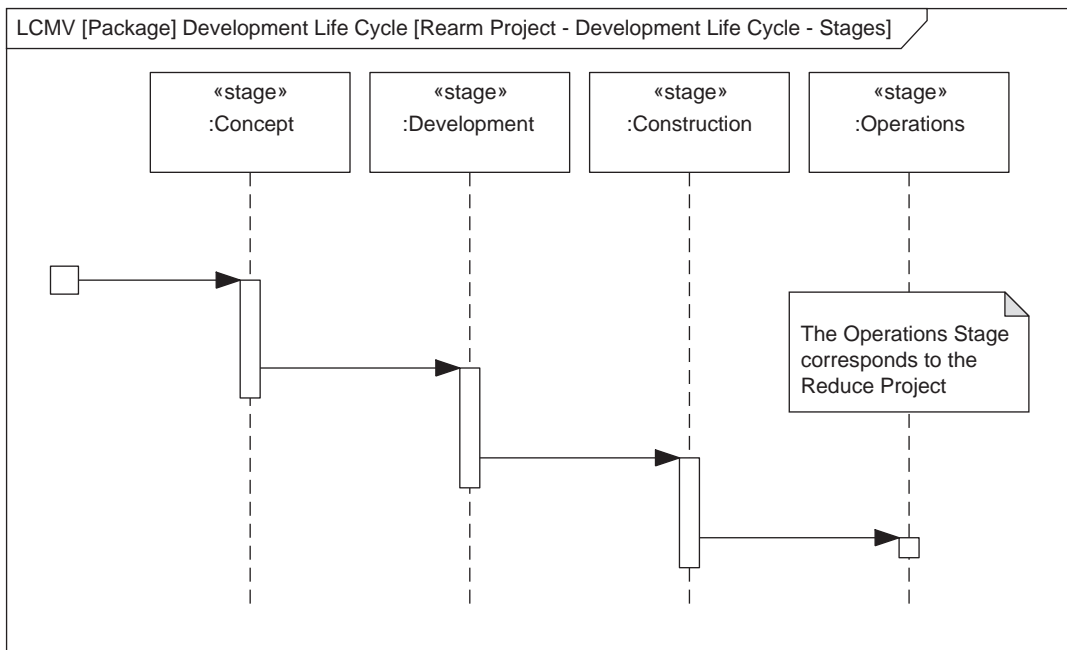 LCMV [Package] Development Life Cycle [Rearm Project - Development Life Cycle - Stages]
«stage»
:Concept
«stage»
:Development
«stage»
:Construction
«stage»
:Operations
The Operations Stage
corresponds to the
Reduce Project